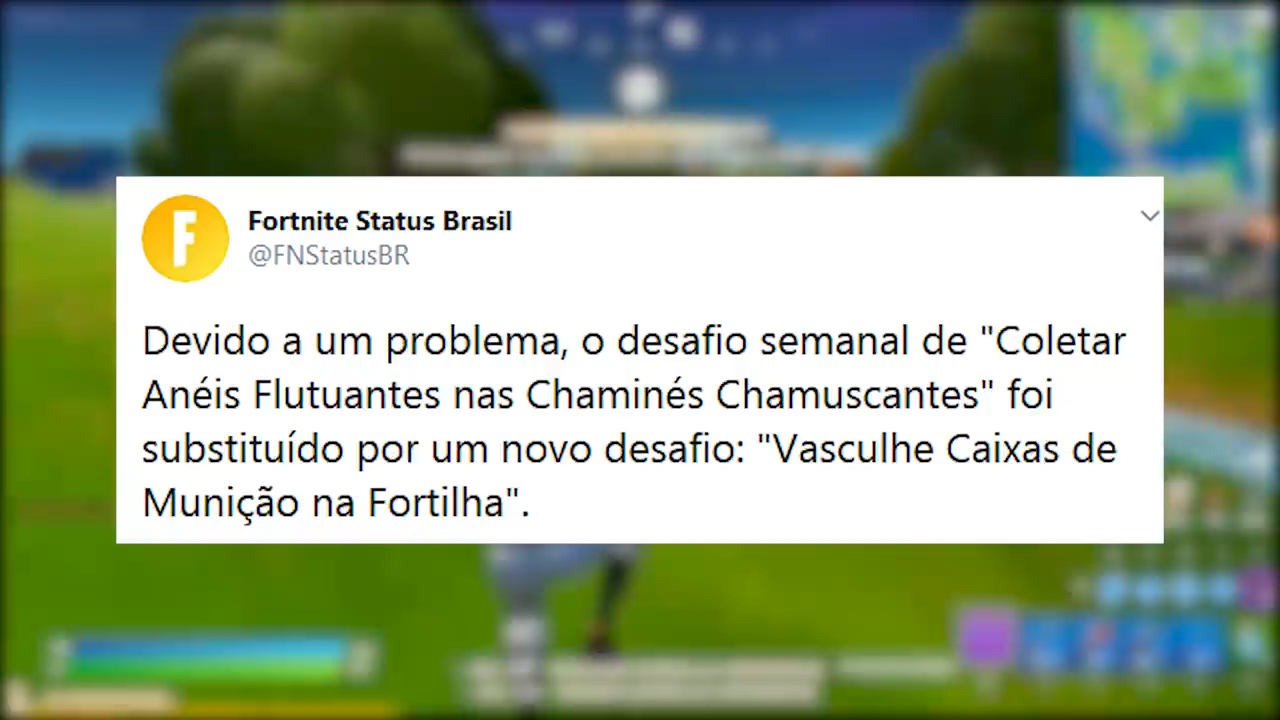 F
Fortnite Status Brasil
@FNStatusBR
Devido a um problema, o desafio semanal de "Coletar
Anéis Flutuantes nas Chaminés Chamuscantes" foi
substituído por um novo desafio: "Vasculhe Caixas de
Munição na Fortilha".